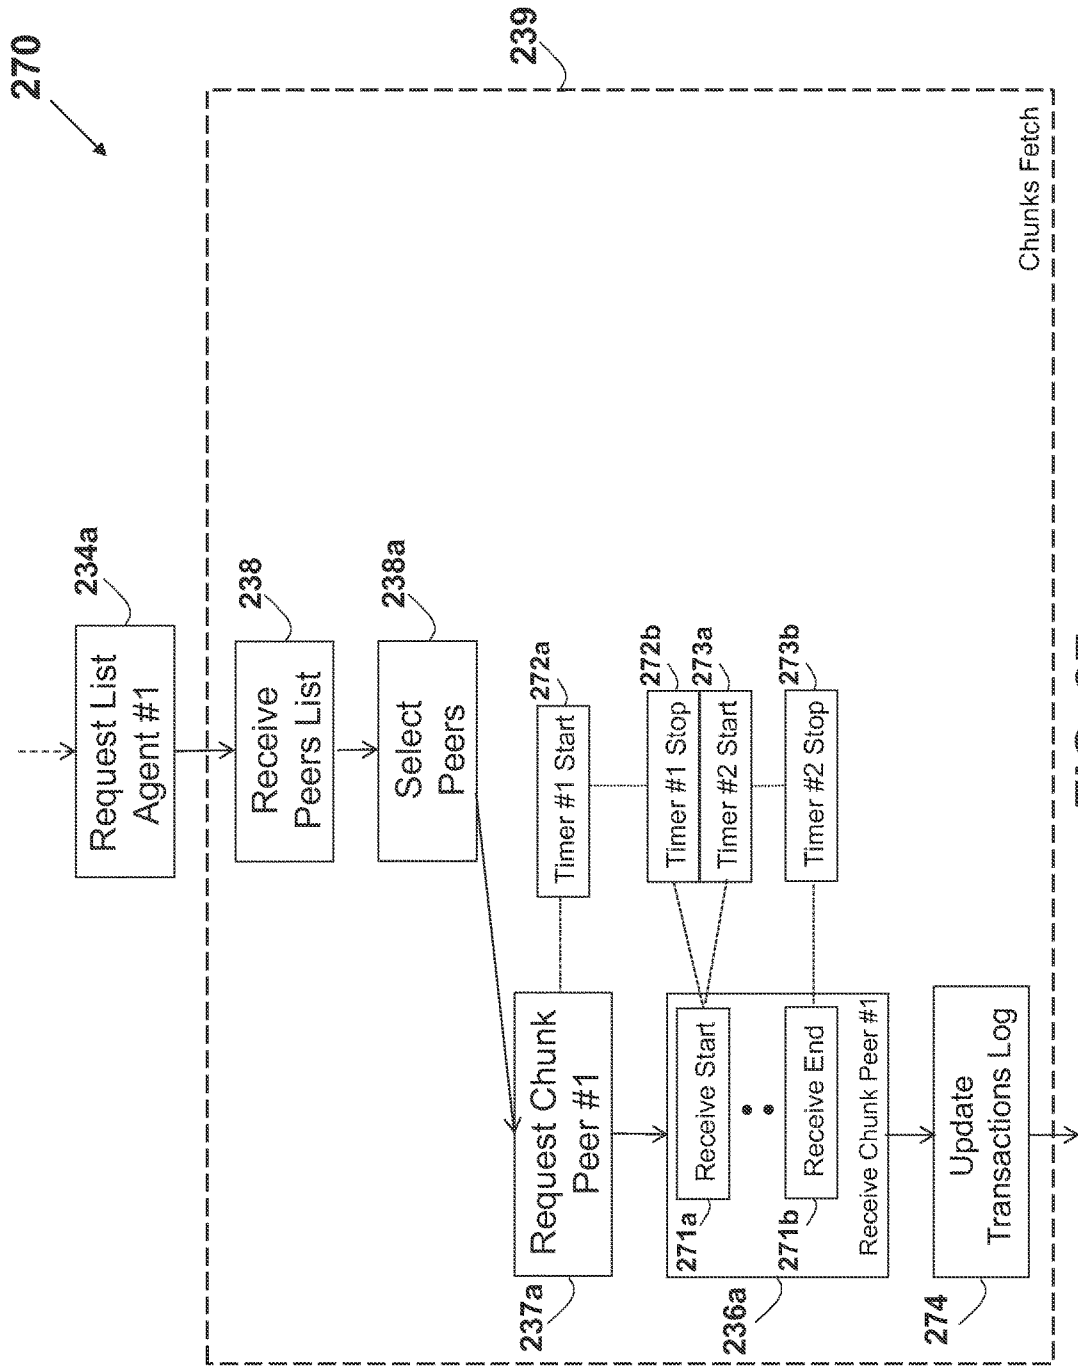 270
239
234a
Request List
Agent #1
238
Receive
Peers List
238a
Select
Peers
272a
Timer #1 Start
272b
Timer #1 Stop
273a
Timer #2 Start
273b
Timer #2 Stop
237a
Request Chunk
Peer #1
236a
271a
Receive Start
271b
Receive End
Receive Chunk Peer #1
274
Update
Transactions Log
Chunks Fetch